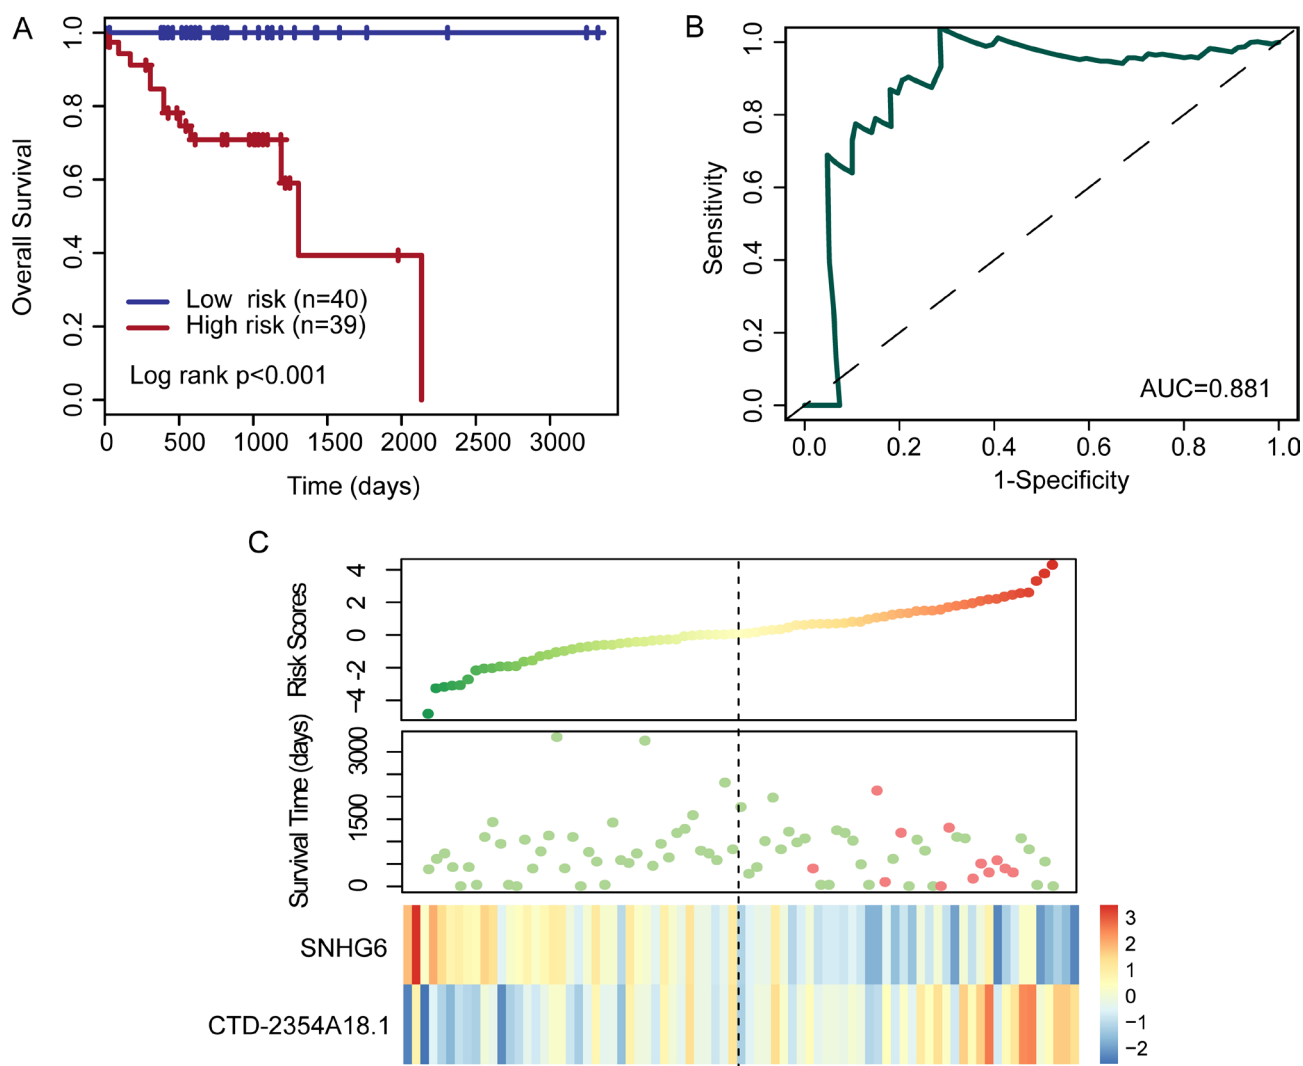 A
Overall Survival
1.0
0.8
0.6
0.4
0.2
0.0
Low risk (n=40)
High risk (n=39)
Log rank p<0.001
0 500 1000 1500 2000 2500 3000
Time (days)
B
Sensitivity
1.0
0.8
0.6
0.4
0.2
0.0
AUC=0.881
0.0 0.2 0.4 0.6 0.8 1.0
1-Specificity
C
Risk Scores
4
2
0
-2
-4
Survival Time (days)
3000
1500
0
SNHG6
CTD-2354A18.1
3
2
1
0
-1
-2